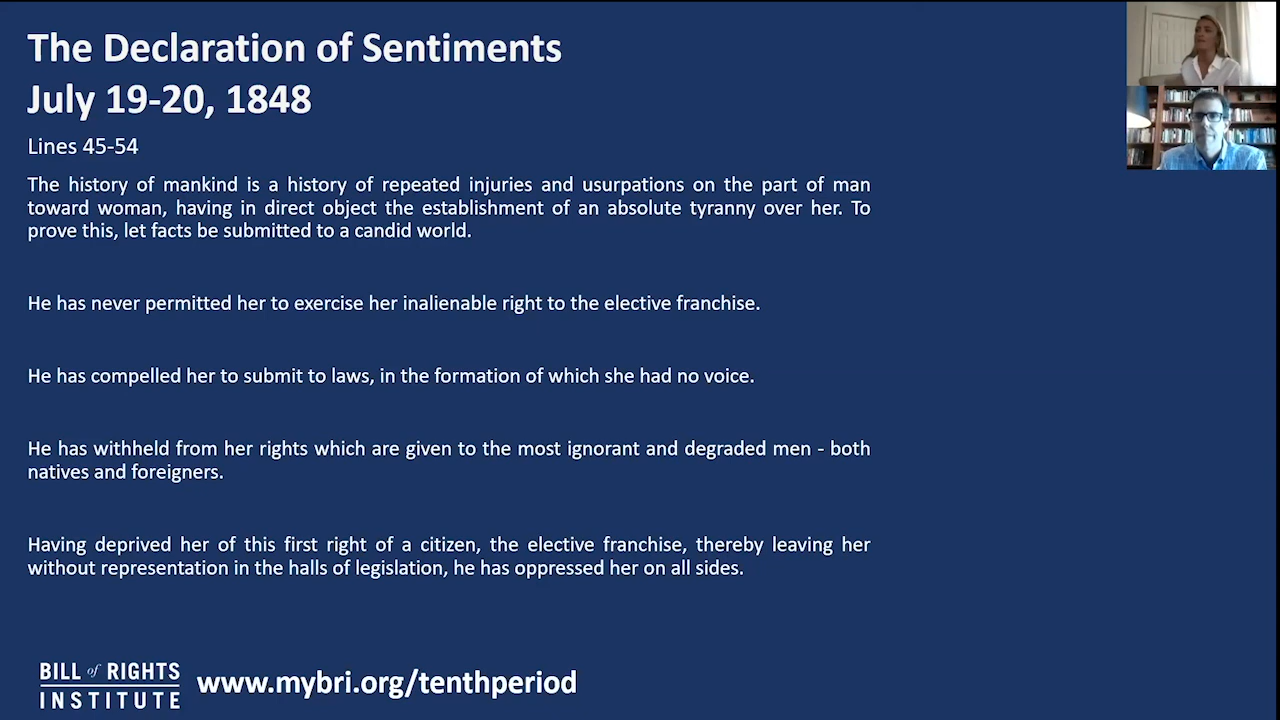 The Declaration of Sentiments
July 19-20, 1848
Lines 45-54
The history of mankind is a history of repeated injuries and usurpations on the part of man
toward woman, having in direct object the establishment of an absolute tyranny over her. To
prove this, let facts be submitted to a candid world.
He has never permitted her to exercise her inalienable right to the elective franchise.
He has compelled her to submit to laws, in the formation of which she had no voice.
He has withheld from her rights which are given to the most ignorant and degraded men - both
natives and foreigners.
Having deprived her of this first right of a citizen, the elective franchise, thereby leaving her
without representation in the halls of legislation, he has oppressed her on all sides.
BILL of RIGHTS
INSTITUTE
www.mybri.org/tenthperiod